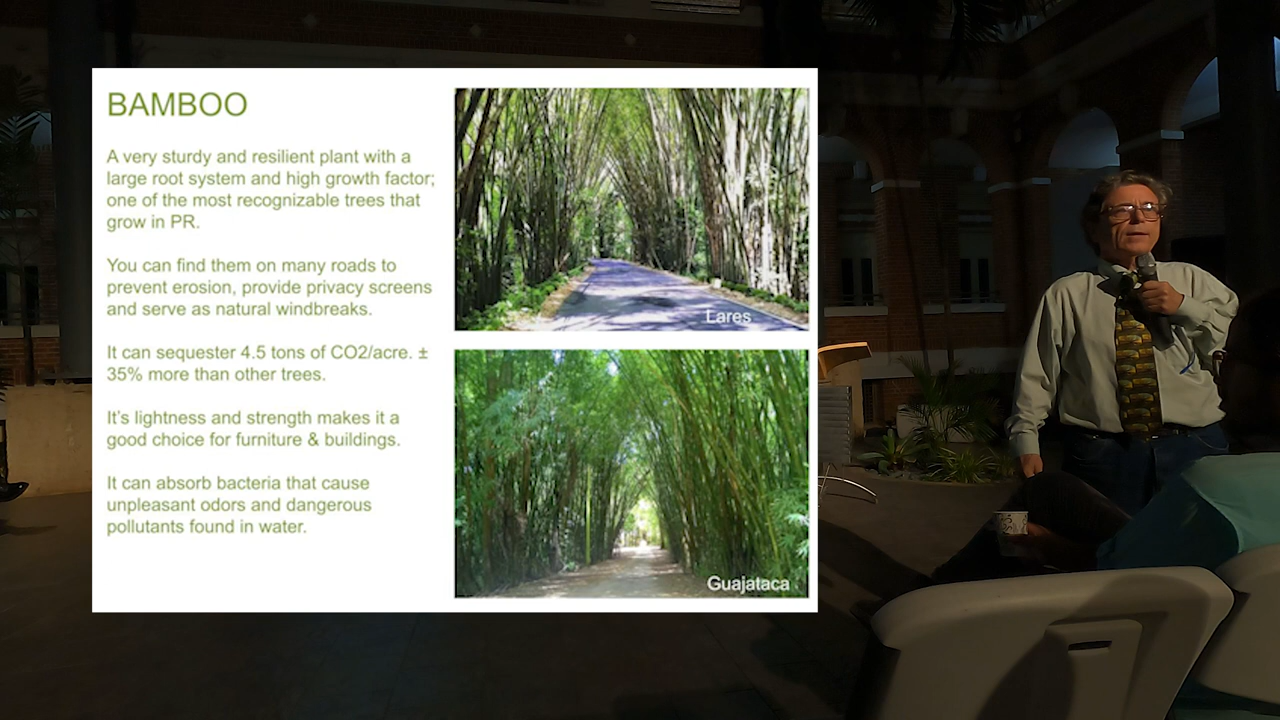 BAMBOO
A very sturdy and resilient plant with a
large root system and high growth factor;
one of the most recognizable trees that
grow in PR.
You can find them on many roads to
prevent erosion, provide privacy screens
and serve as natural windbreaks.
It can sequester 4.5 tons of CO2/acre. ±
35% more than other trees.
It's lightness and strength makes it a
good choice for furniture & buildings.
It can absorb bacteria that cause
unpleasant odors and dangerous
pollutants found in water.
Lares
Guajataca